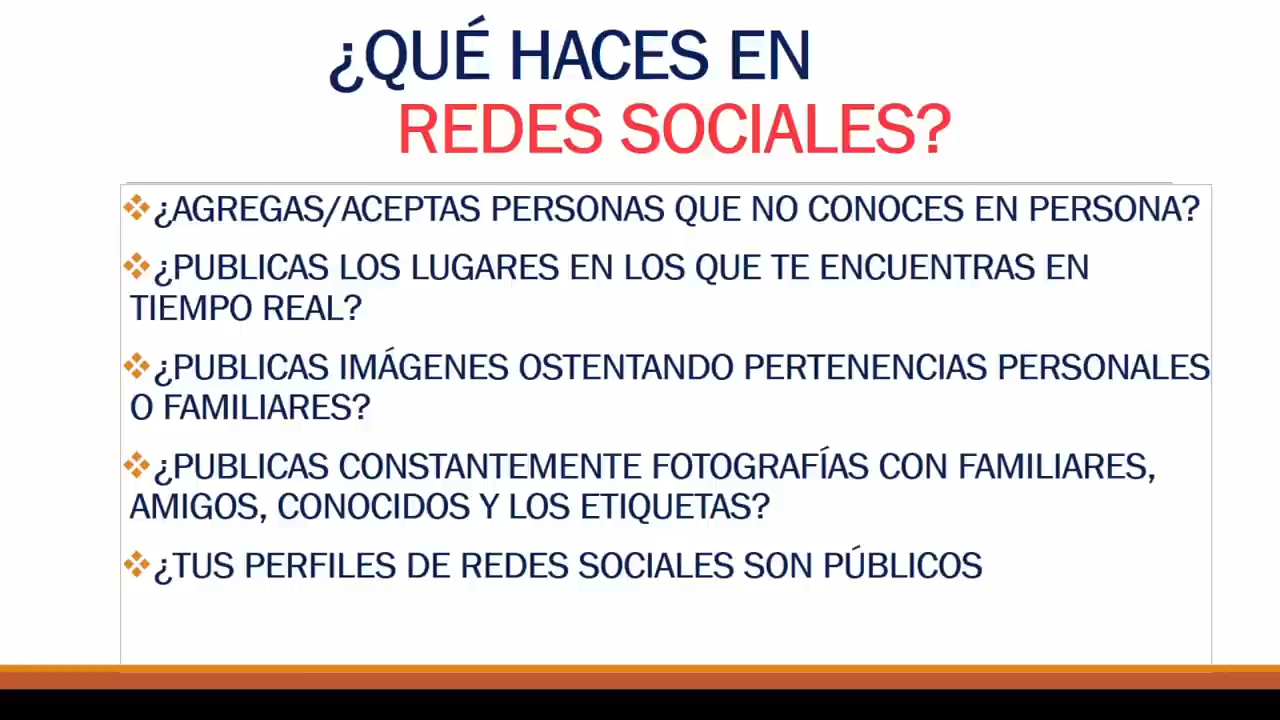 ¿QUÉ HACES EN
REDES SOCIALES?
¿AGREGAS/ACEPTAS PERSONAS QUE NO CONOCES EN PERSONA?
¿PUBLICAS LOS LUGARES EN LOS QUE TE ENCUENTRAS EN
TIEMPO REAL?
¿PUBLICAS IMÁGENES OSTENTANDO PERTENENCIAS PERSONALES
O FAMILIARES?
¿PUBLICAS CONSTANTEMENTE FOTOGRAFÍAS CON FAMILIARES,
AMIGOS, CONOCIDOS Y LOS ETIQUETAS?
¿TUS PERFILES DE REDES SOCIALES SON PÚBLICOS